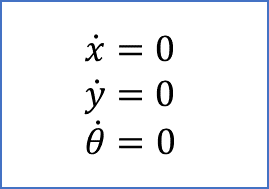 ẋ = 0
ẏ = 0
θ̇ = 0